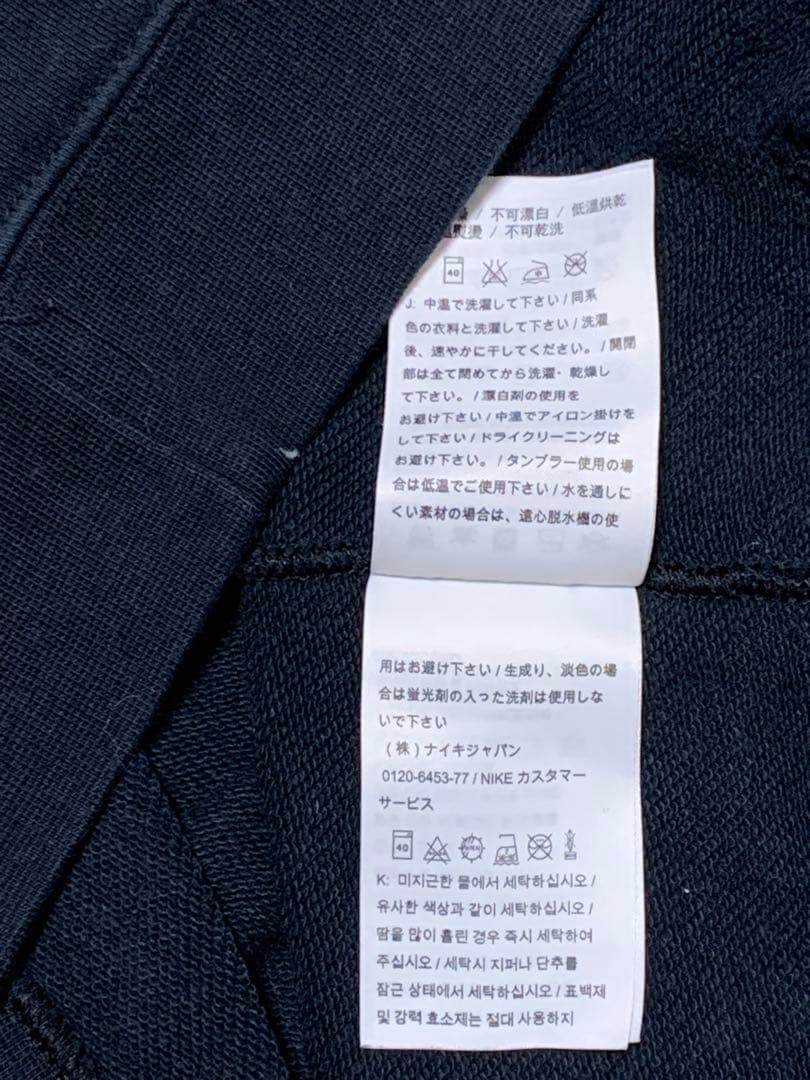 / 不可漂白 / 低溫烘乾
熨燙 / 不可乾洗
40
J: 中温で洗濯して下さい / 同系
色の衣料と洗濯して下さい / 洗濯
後、速やかに干してください。 / 開閉
部は全て閉めてから洗濯・乾燥し
て下さい。 / 漂白剤の使用を
お避け下さい / 中温でアイロン掛けを
して下さい / ドライクリーニングは
お避け下さい。 / タンブラー使用の場
合は低温でご使用下さい / 水を通しに
くい素材の場合は、遠心脱水機の使
用はお避け下さい / 生成り、淡色の場
合は蛍光剤の入った洗剤は使用しな
いで下さい
(株)ナイキジャパン
0120-6453-77 / NIKE カスタマー
サービス
40
K: 미지근한 물에서 세탁하십시오 /
유사한 색상과 같이 세탁하십시오 /
땀을 많이 흘린 경우 즉시 세탁하여
주십시오 / 세탁시 지퍼나 단추를
잠근 상태에서 세탁하십시오 / 표백제
및 강력 효소제는 절대 사용하지